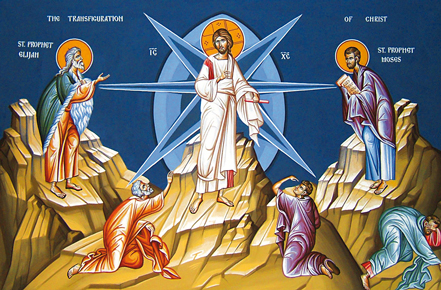 THE TRANSFIGURATION
OF CHRIST
ST. PROPHET
ELIJAH
IC
XC
ST. PROPHET
MOSES